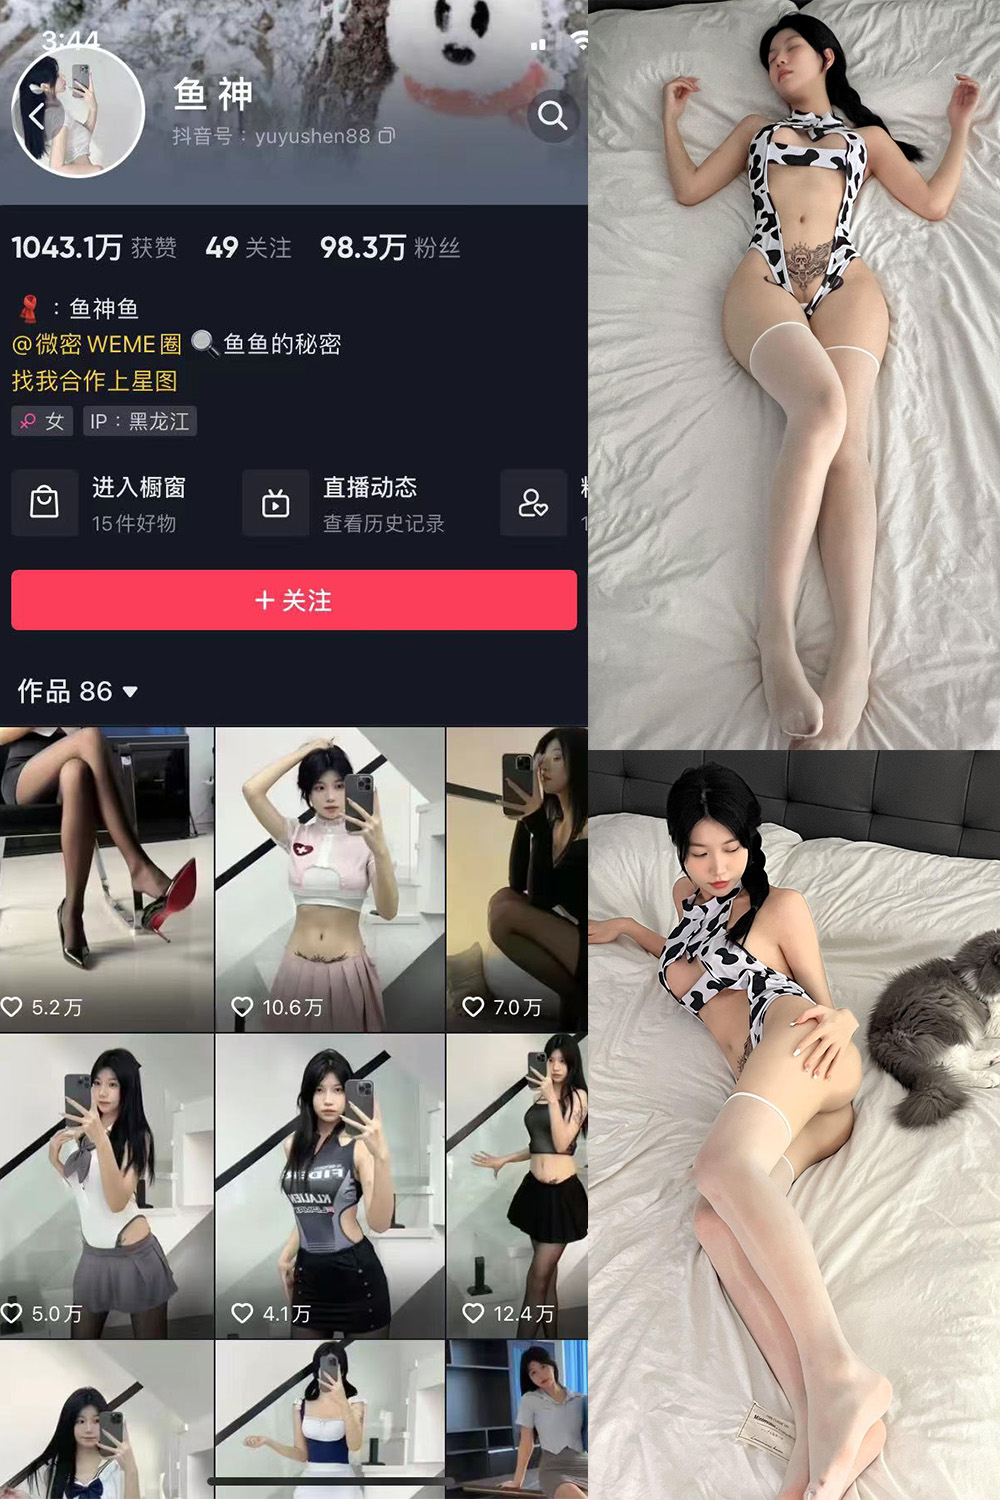 3:44
鱼神
抖音号：yuyushen88
1043.1万 获赞 49 关注 98.3万 粉丝
：鱼神鱼
@微密WEME圈 鱼鱼的秘密
找我合作上星图
女 IP：黑龙江
进入橱窗
15件好物
直播动态
查看历史记录
+ 关注
作品 86
5.2万
10.6万
7.0万
5.0万
4.1万
12.4万